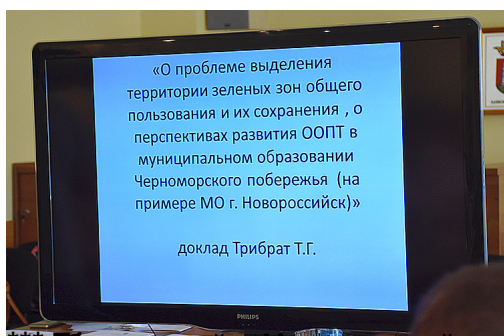 «О проблеме выделения
территории зеленых зон общего
пользования и их сохранения , о
перспективах развития ООПТ в
муниципальном образовании
Черноморского побережья (на
примере МО г. Новороссийск)»
доклад Трибрат Т.Г.
PHILIPS